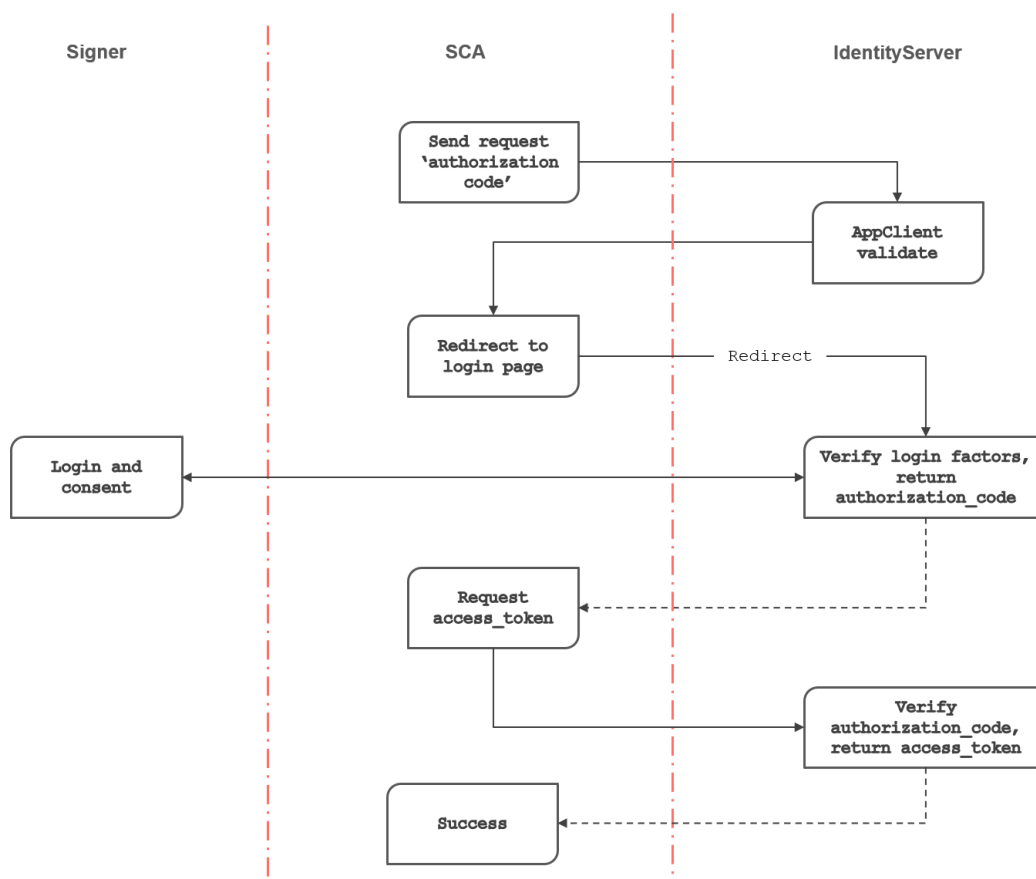 Signer
SCA
IdentityServer
Send request
‘authorization
code’
AppClient
validate
Redirect to
login page
Redirect
Login and
consent
Verify login factors,
return
authorization_code
Request
access_token
Verify
authorization_code,
return access_token
Success